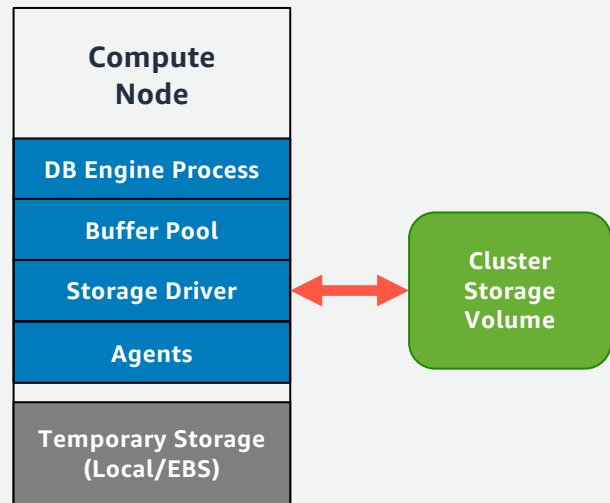 Compute
Node
DB Engine Process
Buffer Pool
Storage Driver
Agents
Temporary Storage
(Local/EBS)
Cluster
Storage
Volume